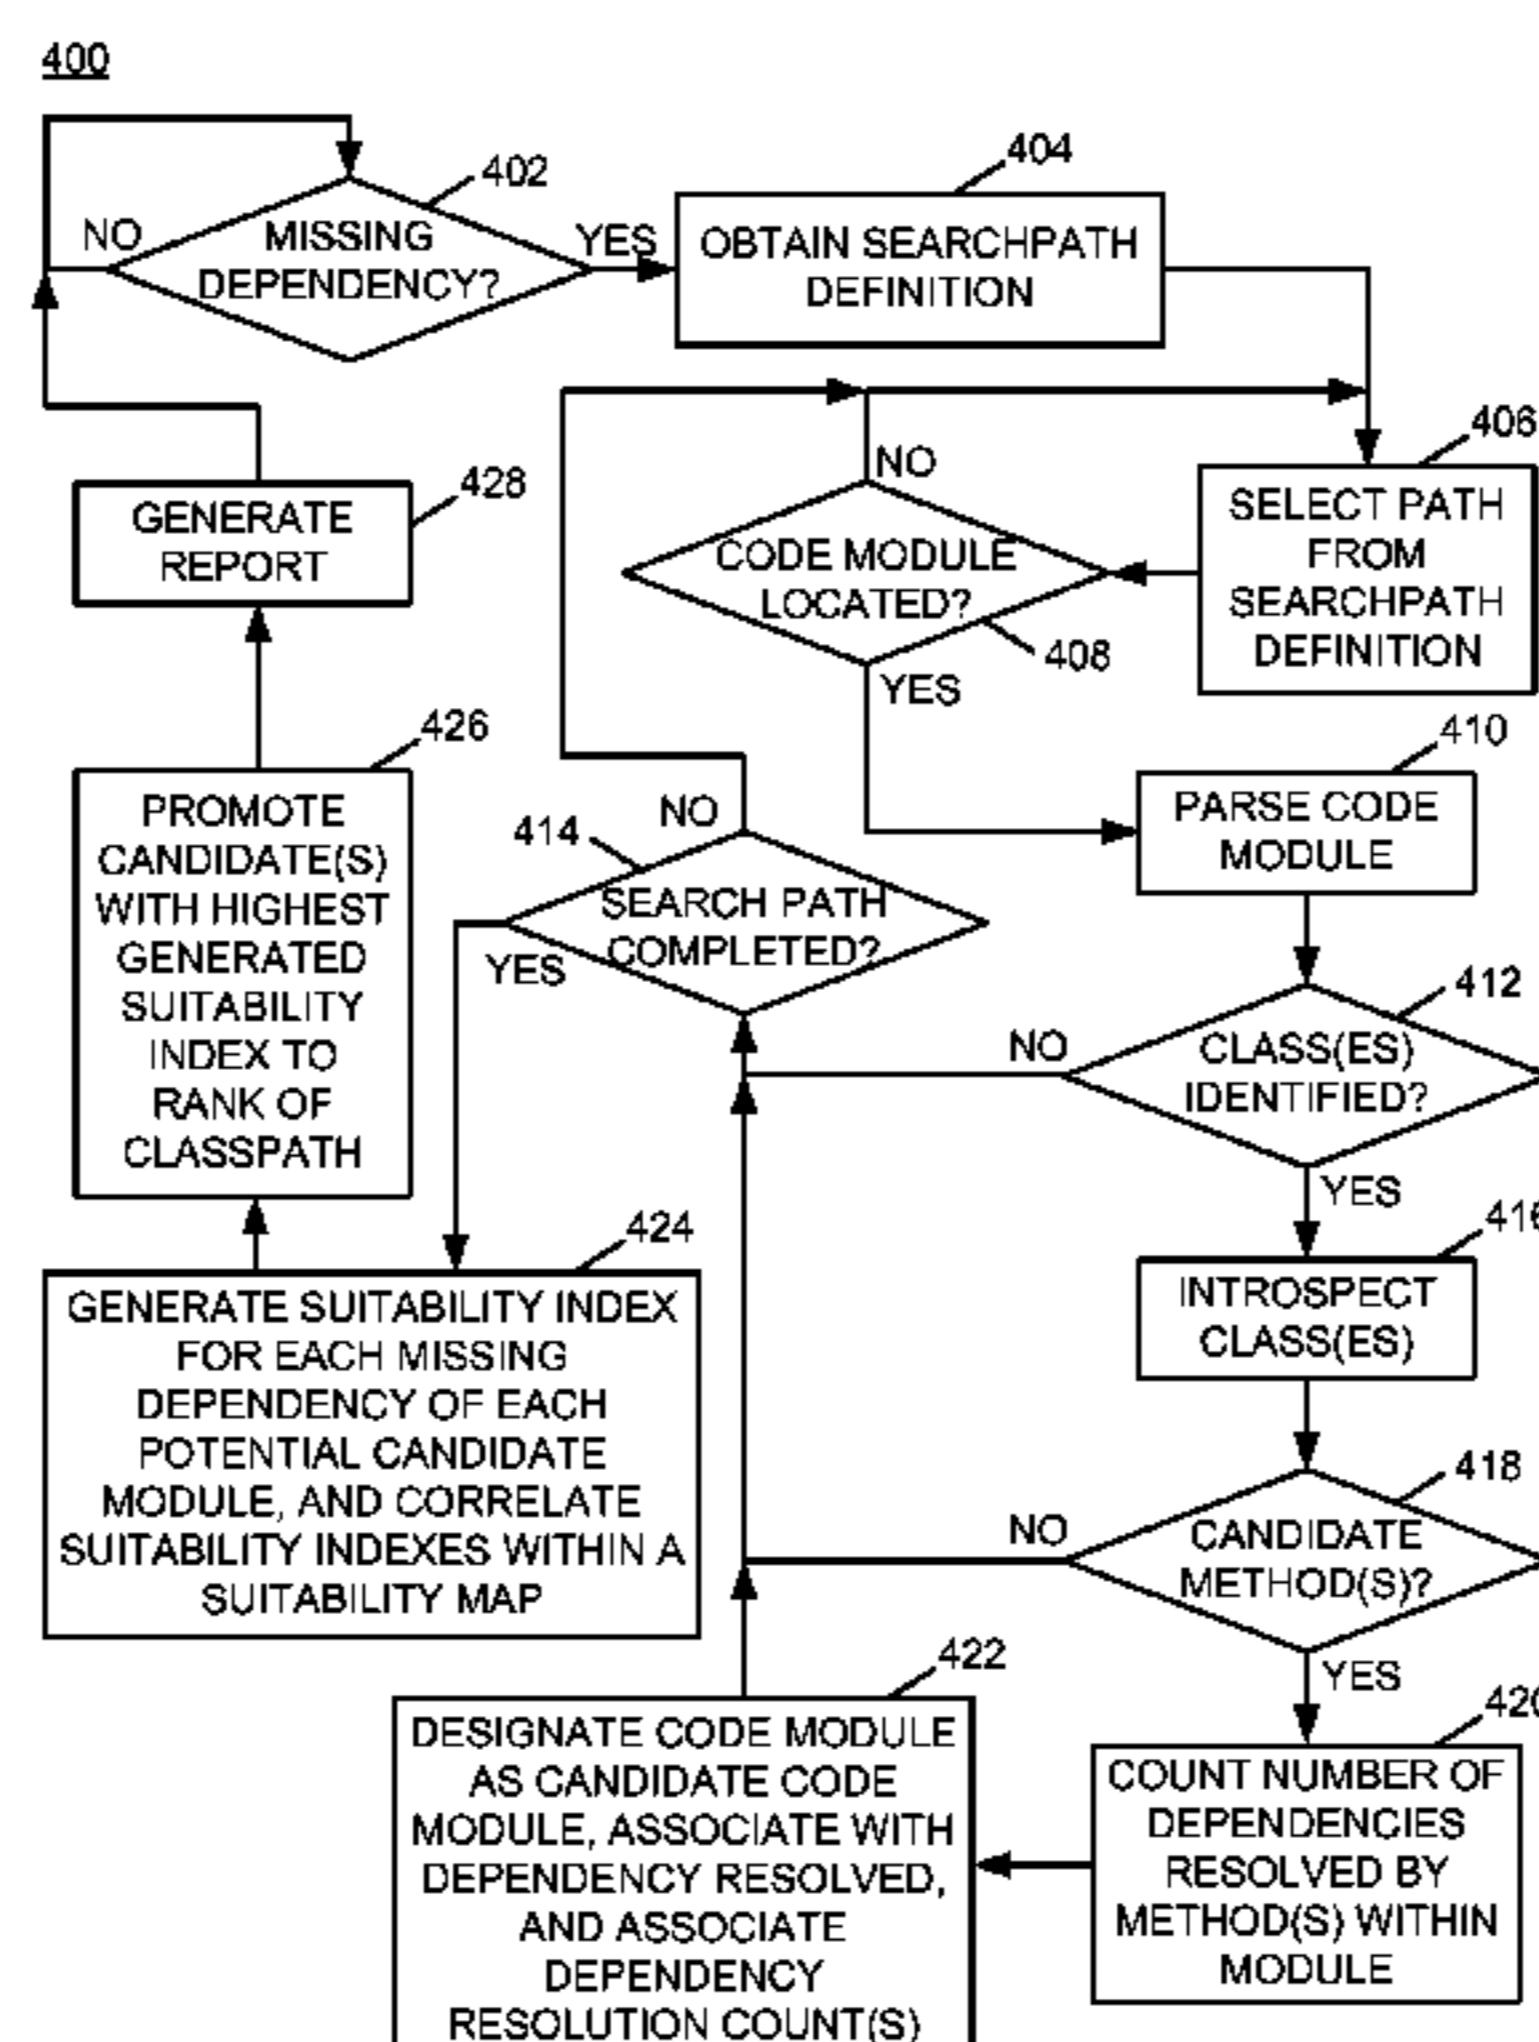 400
402
NO
MISSING
DEPENDENCY?
YES
404
OBTAIN SEARCHPATH
DEFINITION
406
SELECT PATH
FROM
SEARCHPATH
DEFINITION
NO
CODE MODULE
LOCATED?
408
YES
428
GENERATE
REPORT
410
PARSE CODE
MODULE
426
PROMOTE
CANDIDATE(S)
WITH HIGHEST
GENERATED
SUITABILITY
INDEX TO
RANK OF
CLASSPATH
NO
414
SEARCH PATH
COMPLETED?
YES
412
NO
CLASS(ES)
IDENTIFIED?
YES
416
INTROSPECT
CLASS(ES)
424
GENERATE SUITABILITY INDEX
FOR EACH MISSING
DEPENDENCY OF EACH
POTENTIAL CANDIDATE
MODULE, AND CORRELATE
SUITABILITY INDEXES WITHIN A
SUITABILITY MAP
418
NO
CANDIDATE
METHOD(S)?
YES
420
COUNT NUMBER OF
DEPENDENCIES
RESOLVED BY
METHOD(S) WITHIN
MODULE
422
DESIGNATE CODE MODULE
AS CANDIDATE CODE
MODULE, ASSOCIATE WITH
DEPENDENCY RESOLVED,
AND ASSOCIATE
DEPENDENCY
RESOLUTION COUNT(S)